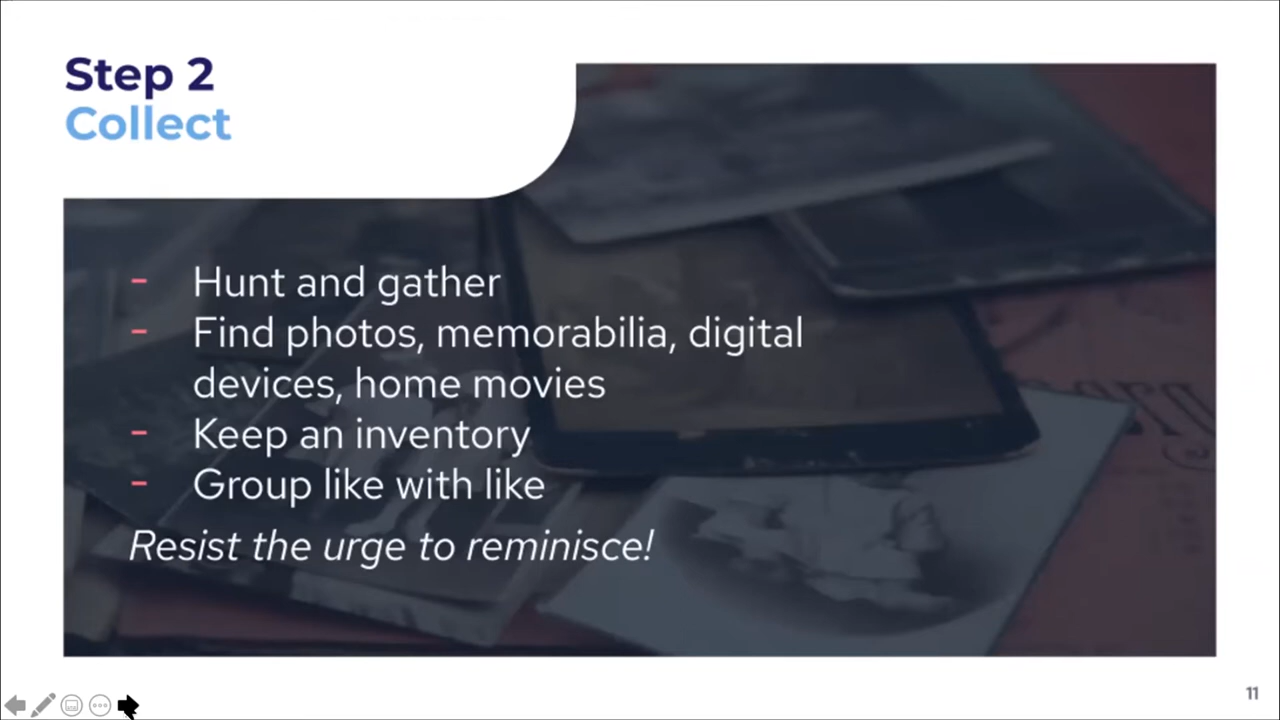 Step 2
Collect
- Hunt and gather
- Find photos, memorabilia, digital
devices, home movies
- Keep an inventory
- Group like with like
Resist the urge to reminisce!
11